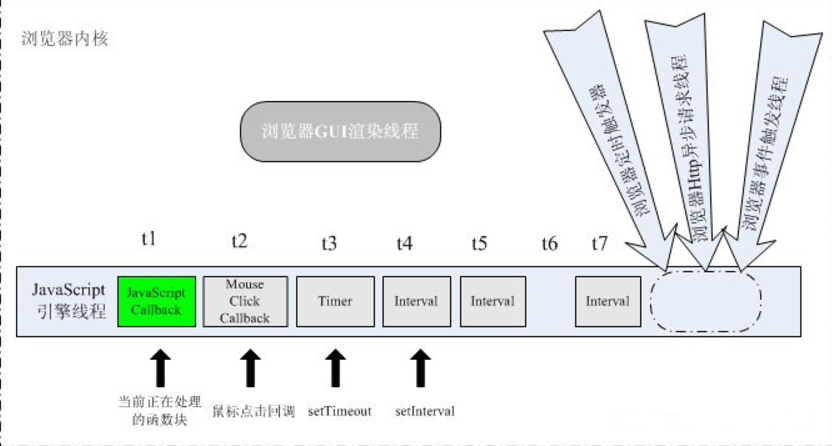 浏览器内核
浏览器GUI渲染线程
浏览器定时触发器
浏览器Http异步请求线程
浏览器事件触发线程
t1
t2
t3
t4
t5
t6
t7
JavaScript
引擎线程
JavaScript
Callback
Mouse
Click
Callback
Timer
Interval
Interval
Interval
当前正在处理
的函数块
鼠标点击回调
setTimeout
setInterval